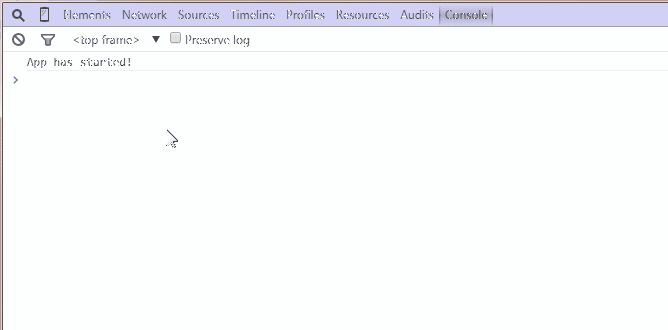 Elements Network Sources Timeline Profiles Resources Audits Console
<top frame> ▼ Preserve log
App has started!
>